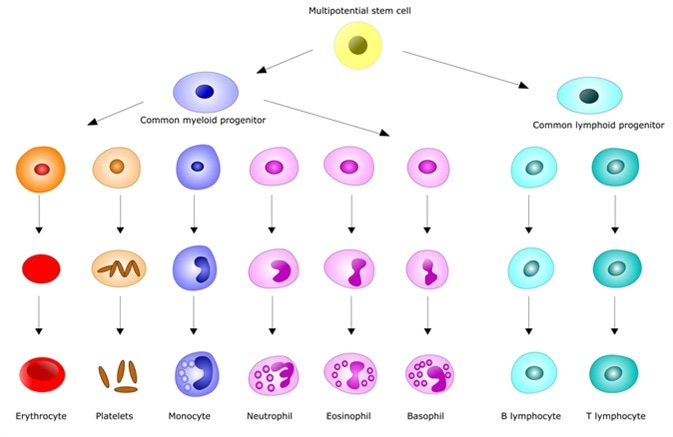 Multipotential stem cell
Common myeloid progenitor
Common lymphoid progenitor
Erythrocyte
Platelets
Monocyte
Neutrophil
Eosinophil
Basophil
B lymphocyte
T lymphocyte